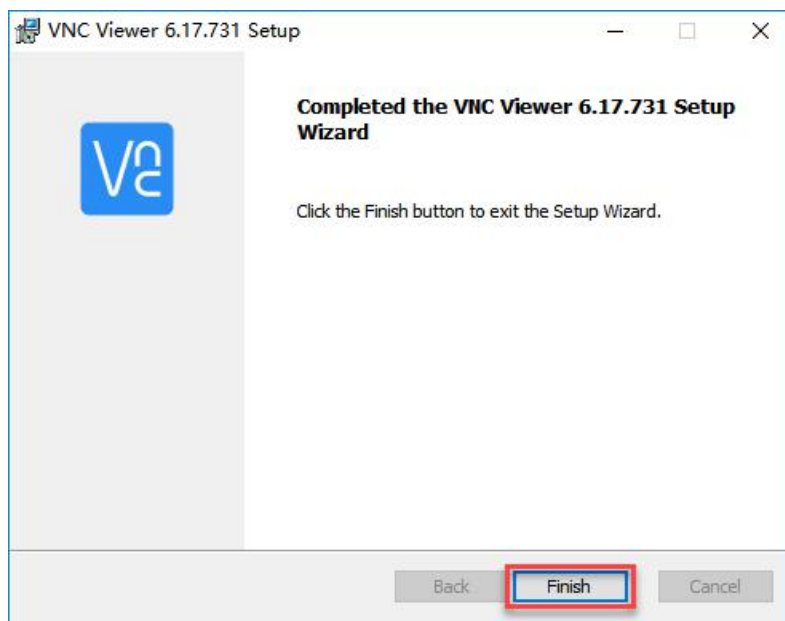 VNC Viewer 6.17.731 Setup
Completed the VNC Viewer 6.17.731 Setup
Wizard
VNC
Click the Finish button to exit the Setup Wizard.
Back Finish Cancel